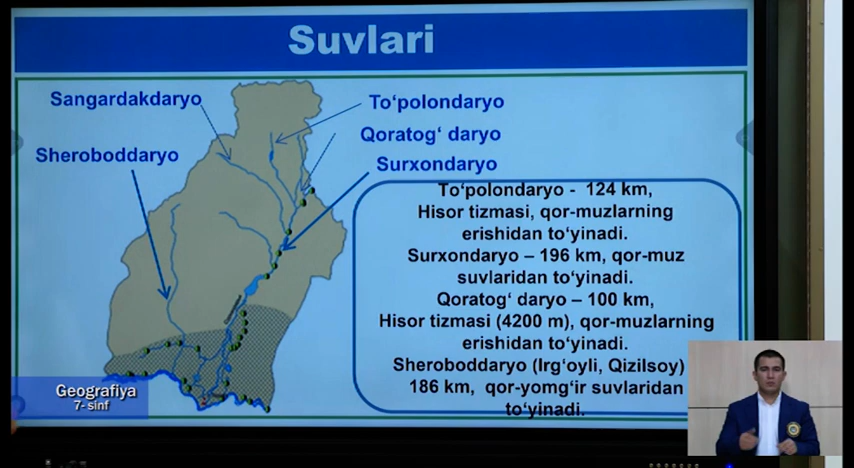 Suvlari
Sangardakdaryo
To‘polondaryo
Qoratog‘ daryo
Sheroboddaryo
Surxondaryo
To‘polondaryo - 124 km,
Hisor tizmasi, qor-muzlarning
erishidan to‘yinadi.
Surxondaryo – 196 km, qor-muz
suvlaridan to‘yinadi.
Qoratog‘ daryo – 100 km,
Hisor tizmasi (4200 m), qor-muzlarning
erishidan to‘yinadi.
Sheroboddaryo (Irg‘oyli, Qizilsoy)
186 km, qor-yomg‘ir suvlaridan
to‘yinadi.
Geografiya
7- sinf